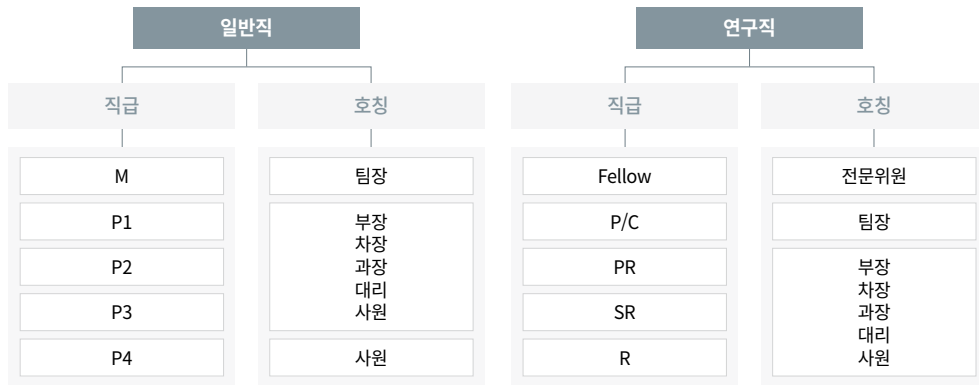 일반직
직급
호칭
M
P1
P2
P3
P4
팀장
부장
차장
과장
대리
사원
사원
연구직
직급
호칭
Fellow
P/C
PR
SR
R
전문위원
팀장
부장
차장
과장
대리
사원